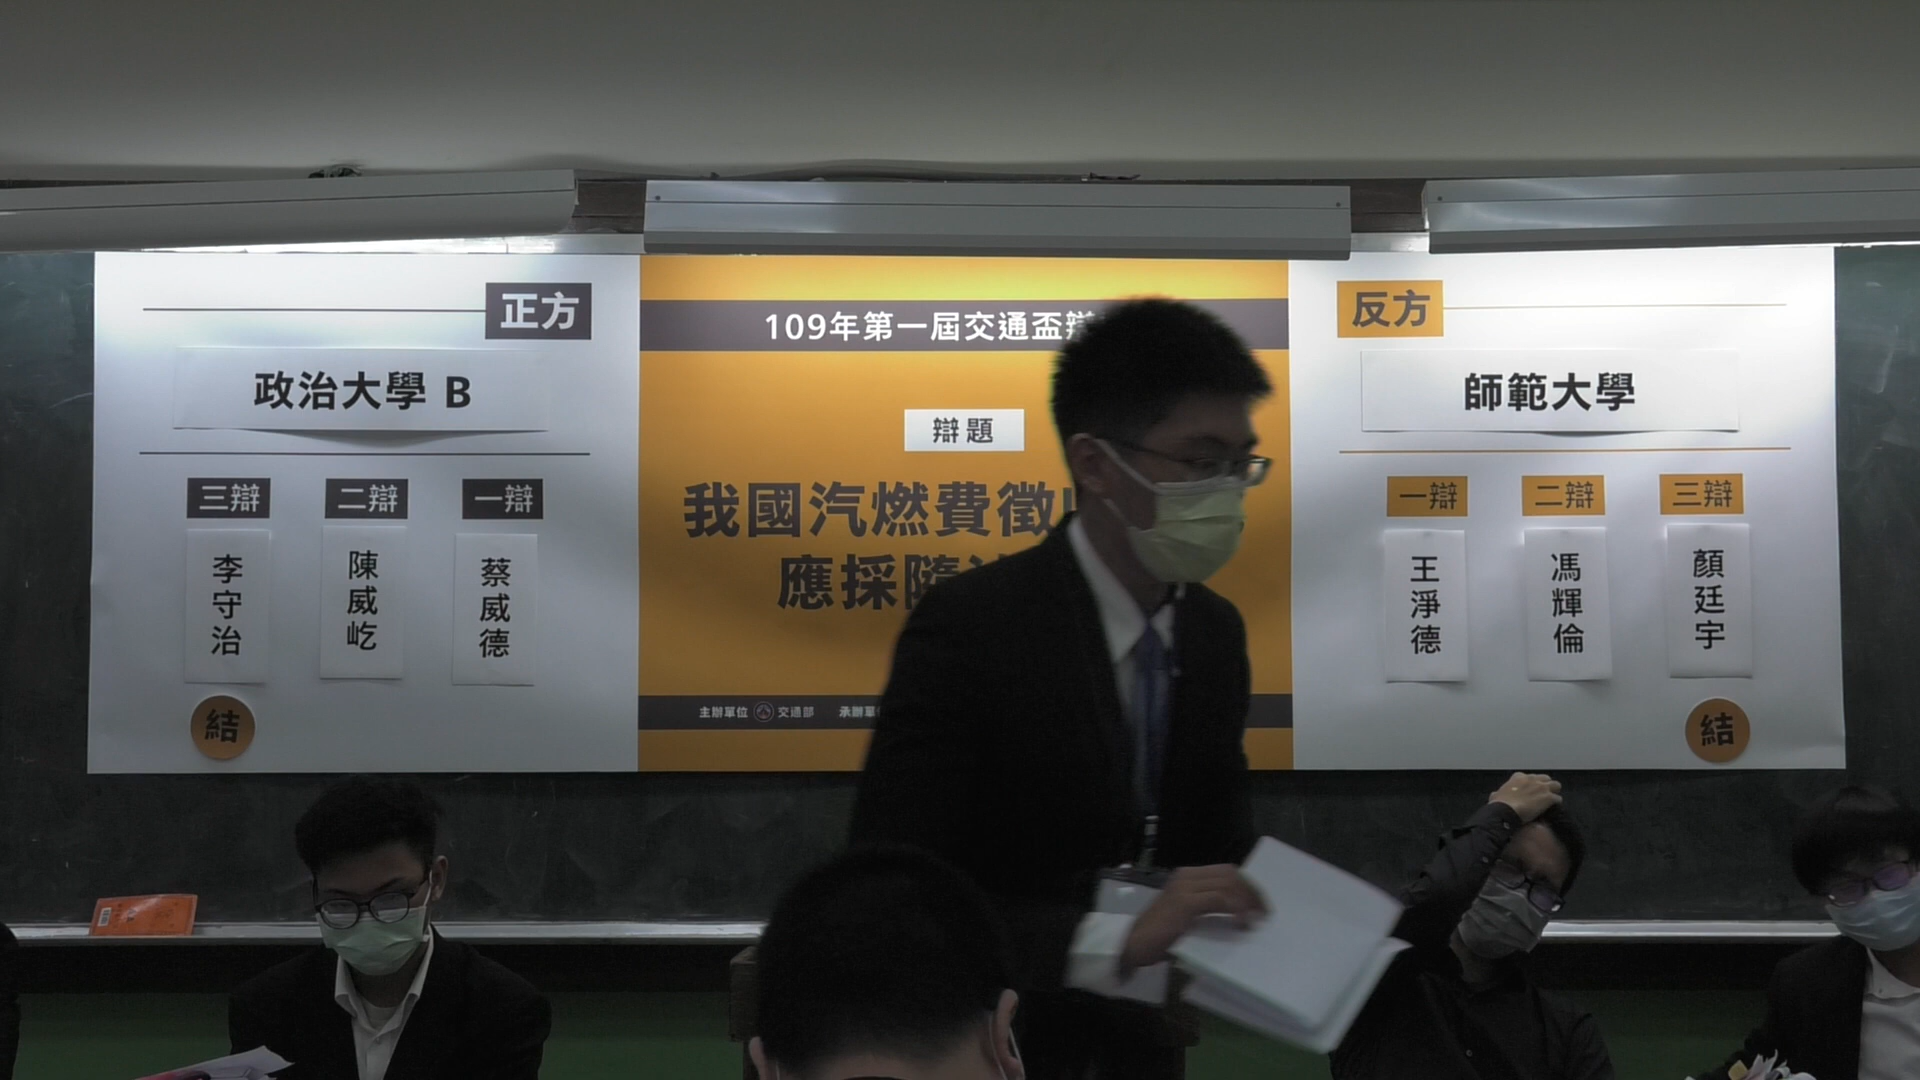 正方
政治大學 B
三辯 二辯 一辯
李守治
陳威屹
蔡威德
結
109年第一屆交通盃辯
辯題
我國汽燃費徵
應採隨
主辦單位 交通部 承辦單
反方
師範大學
一辯 二辯 三辯
王淨德
馮輝倫
顏廷宇
結